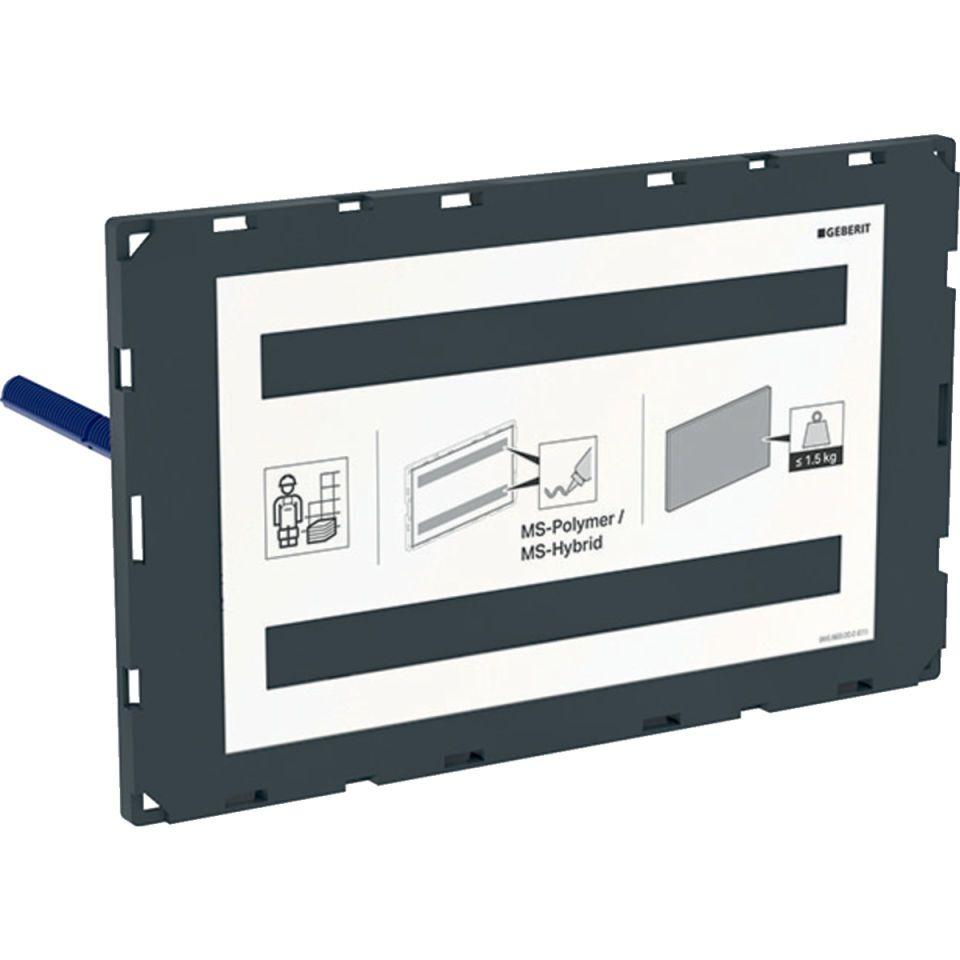 GEBERIT
≤ 1.5 kg
MS-Polymer /
MS-Hybrid